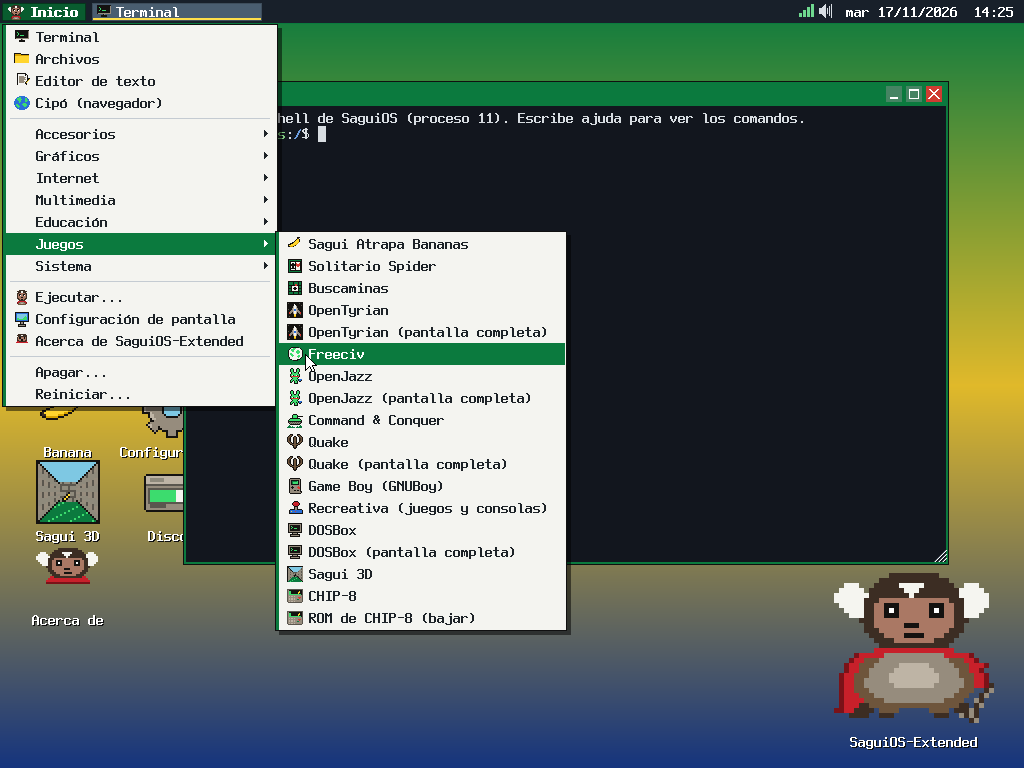 Inicio
Terminal
mar 17/11/2026 14:25
Terminal
Archivos
Editor de texto
Cipó (navegador)
Accesorios
Gráficos
Internet
Multimedia
Educación
Juegos
Sistema
Ejecutar...
Configuración de pantalla
Acerca de SaguiOS-Extended
Apagar...
Reiniciar...
hell de SaguiOS (proceso 11). Escribe ajuda para ver los comandos.
s:/$
Sagui Atrapa Bananas
Solitario Spider
Buscaminas
OpenTyrian
OpenTyrian (pantalla completa)
Freeciv
OpenJazz
OpenJazz (pantalla completa)
Command & Conquer
Quake
Quake (pantalla completa)
Game Boy (GNUBoy)
Recreativa (juegos y consolas)
DOSBox
DOSBox (pantalla completa)
Sagui 3D
CHIP-8
ROM de CHIP-8 (bajar)
Banana
Configur
Sagui 3D
Disc
Acerca de
SaguiOS-Extended